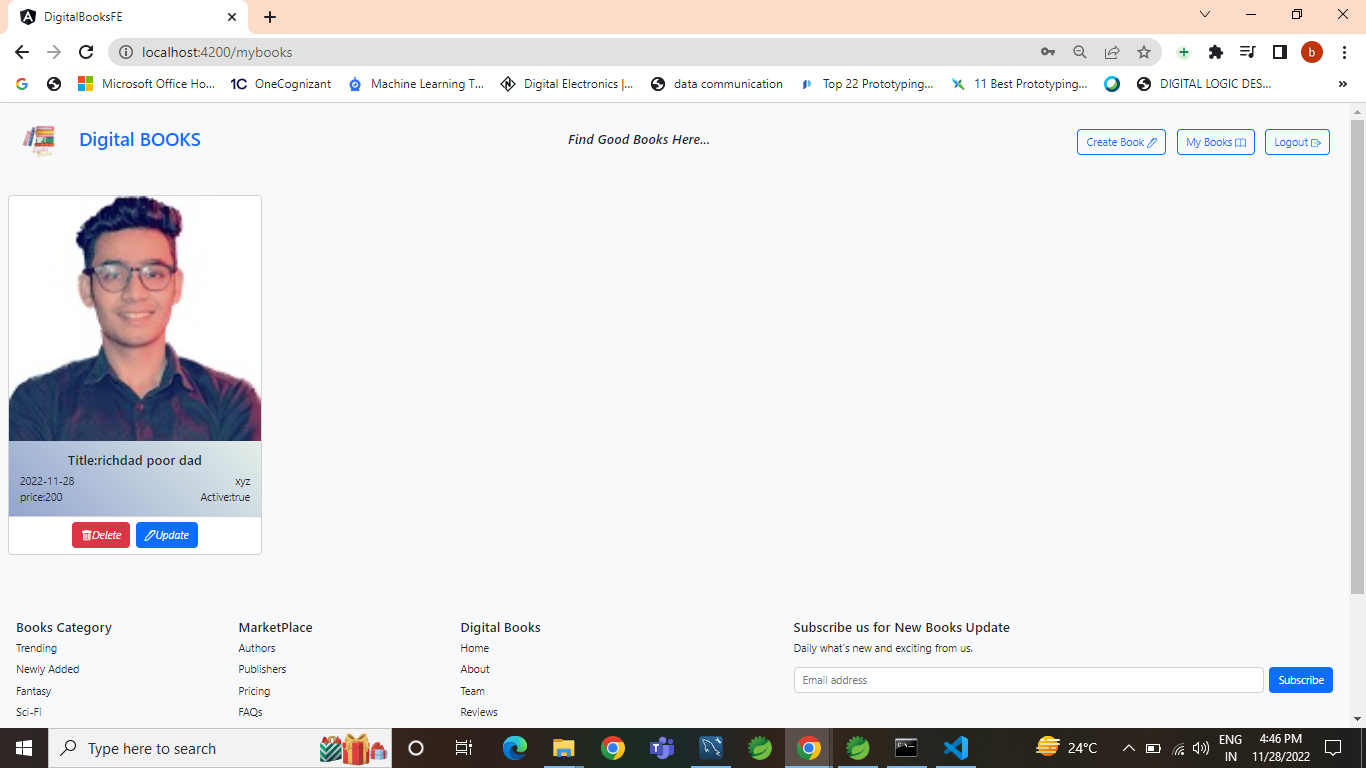 DigitalBooksFE
localhost:4200/mybooks
Microsoft Office Ho... 1C OneCognizant Machine Learning T... Digital Electronics |... data communication Top 22 Prototyping... 11 Best Prototyping... DIGITAL LOGIC DES... »
Digital BOOKS Find Good Books Here... Create Book My Books Logout
Title:richdad poor dad
2022-11-28 xyz
price:200 Active:true
Delete Update
Books Category MarketPlace Digital Books Subscribe us for New Books Update
Trending Authors Home Daily what's new and exciting from us.
Newly Added Publishers About Email address Subscribe
Fantasy Pricing Team
Sci-Fi FAQs Reviews
Type here to search 24°C ENG 4:46 PM
IN 11/28/2022